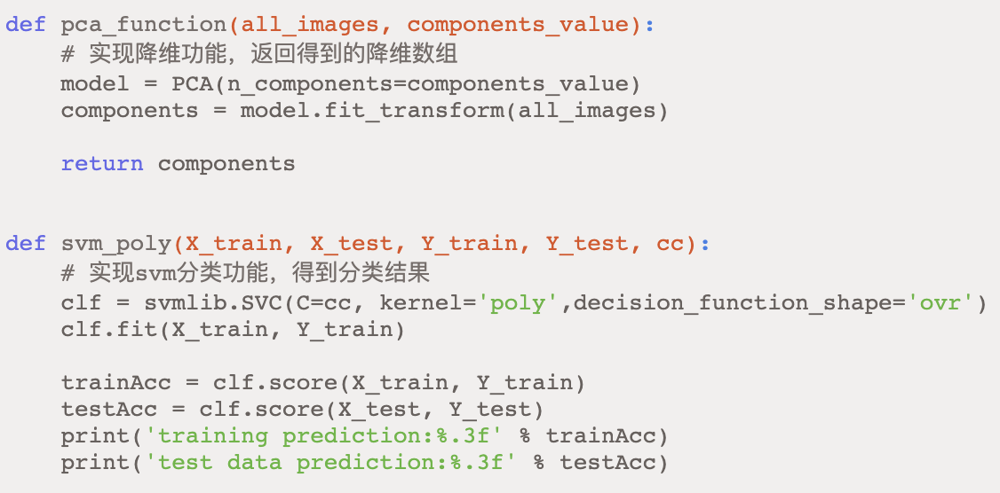 def pca_function(all_images, components_value):
    # 实现降维功能，返回得到的降维数组
    model = PCA(n_components=components_value)
    components = model.fit_transform(all_images)
    return components
def svm_poly(X_train, X_test, Y_train, Y_test, cc):
    # 实现svm分类功能，得到分类结果
    clf = svmlib.SVC(C=cc, kernel='poly',decision_function_shape='ovr')
    clf.fit(X_train, Y_train)
    trainAcc = clf.score(X_train, Y_train)
    testAcc = clf.score(X_test, Y_test)
    print('training prediction:%.3f' % trainAcc)
    print('test data prediction:%.3f' % testAcc)